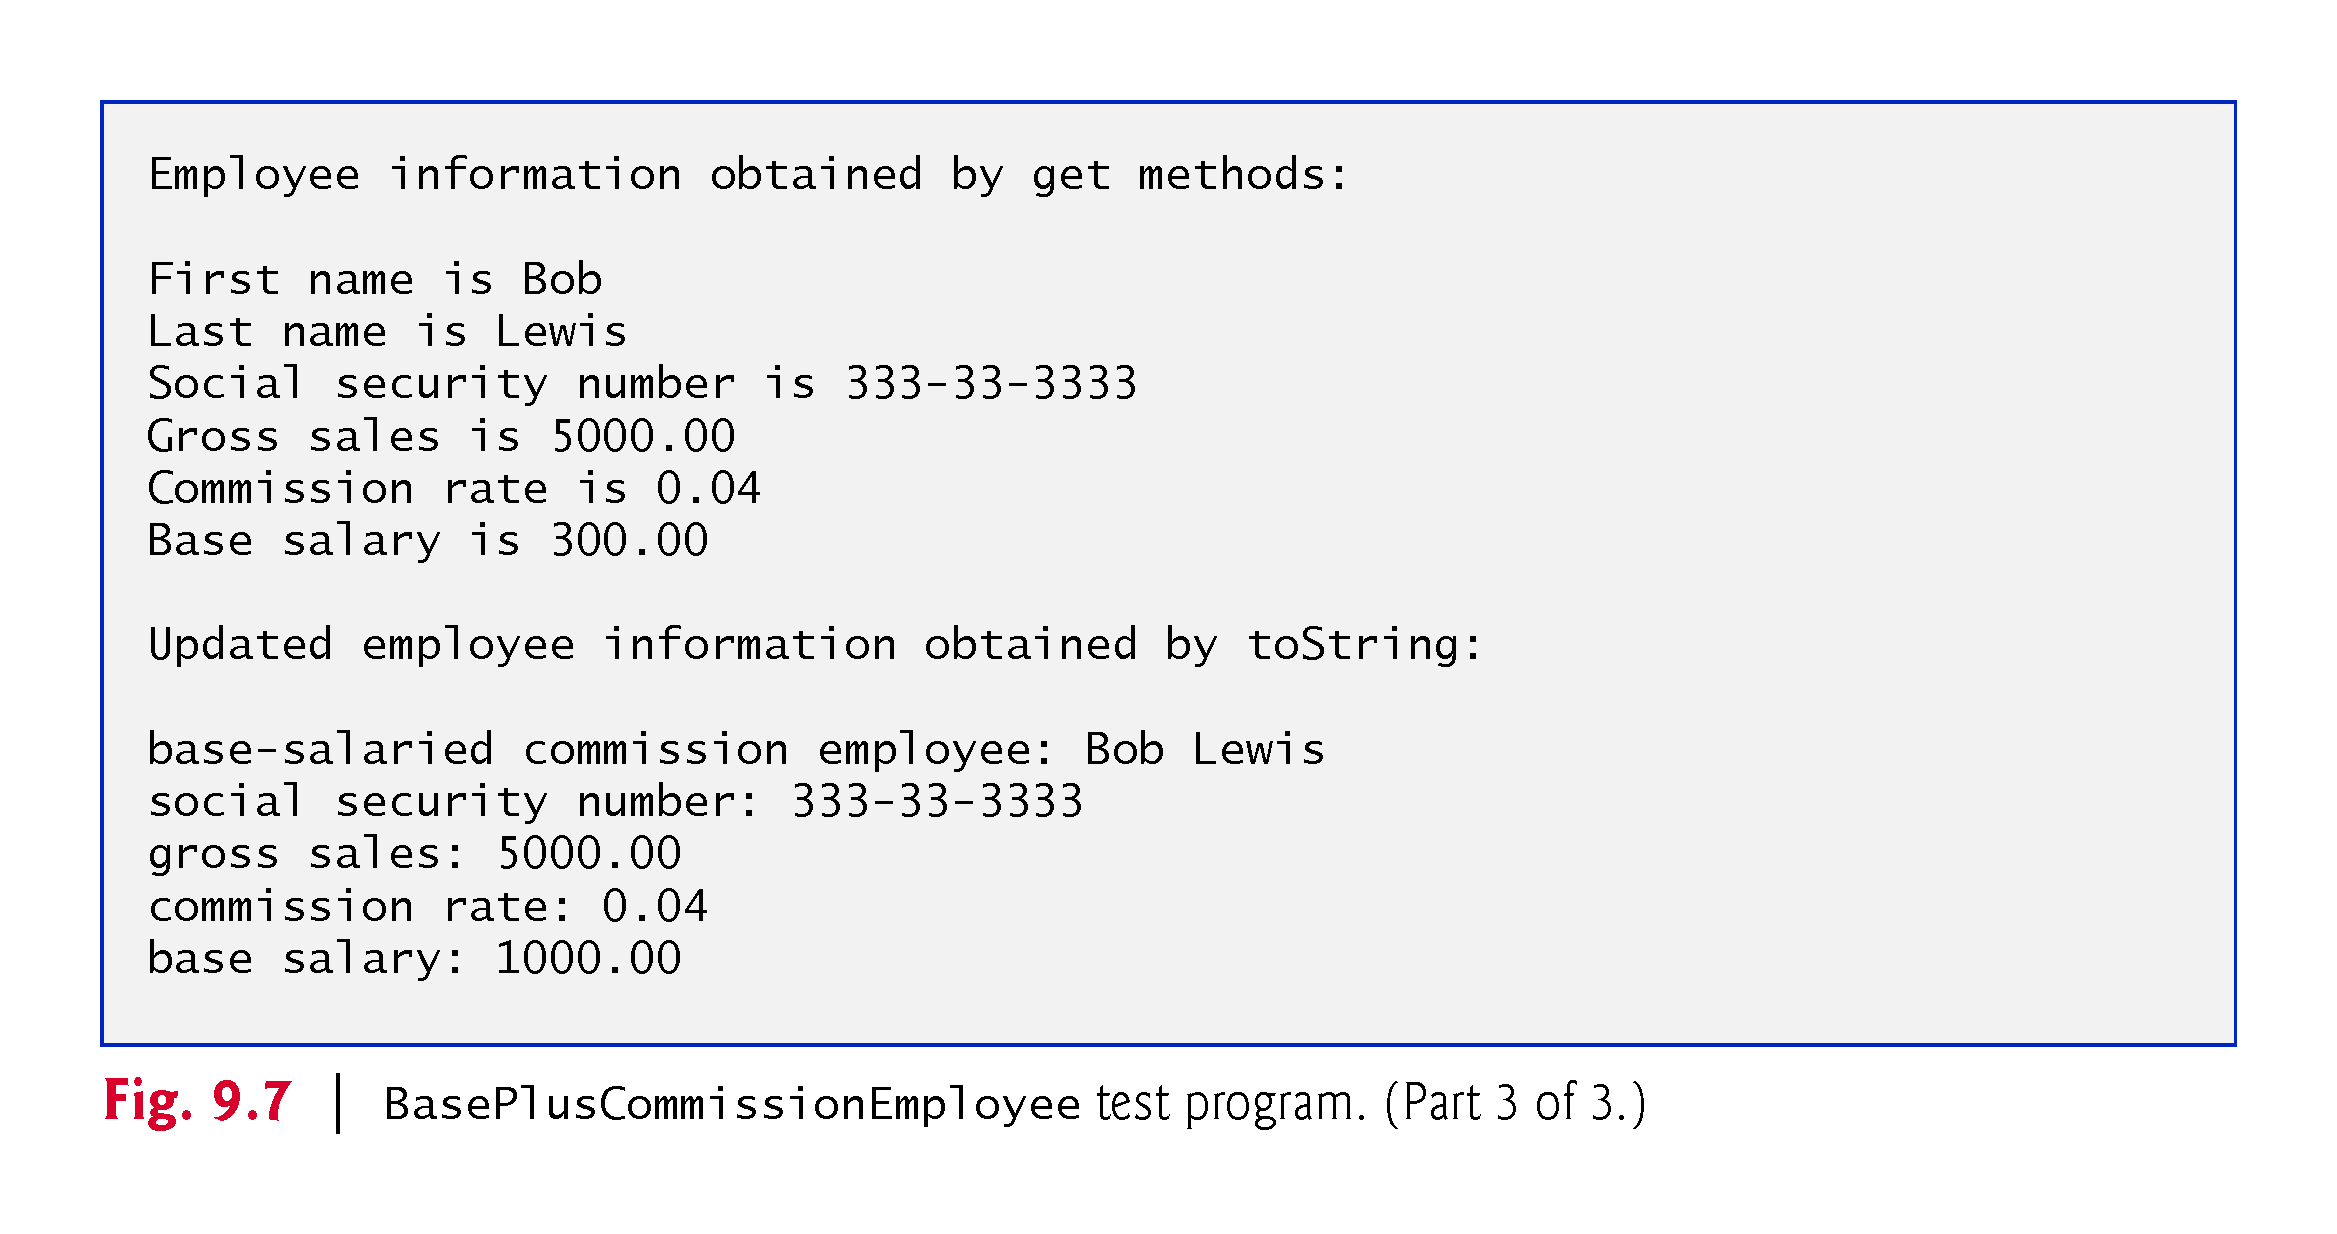 Employee information obtained by get methods:
First name is Bob
Last name is Lewis
Social security number is 333-33-3333
Gross sales is 5000.00
Commission rate is 0.04
Base salary is 300.00
Updated employee information obtained by toString:
base-salaried commission employee: Bob Lewis
social security number: 333-33-3333
gross sales: 5000.00
commission rate: 0.04
base salary: 1000.00
Fig. 9.7 | BasePlusCommissionEmployee test program. (Part 3 of 3.)